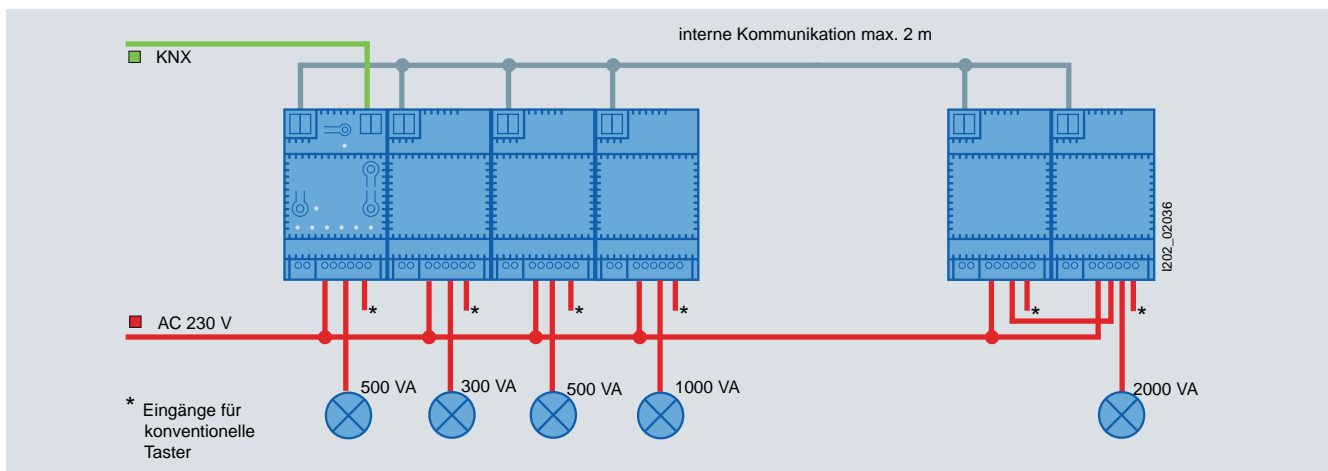 interne Kommunikation max. 2 m
KNX
I202_02036
* * * * * *
AC 230 V
500 VA
300 VA
500 VA
1000 VA
2000 VA
* Eingänge für
konventionelle
Taster